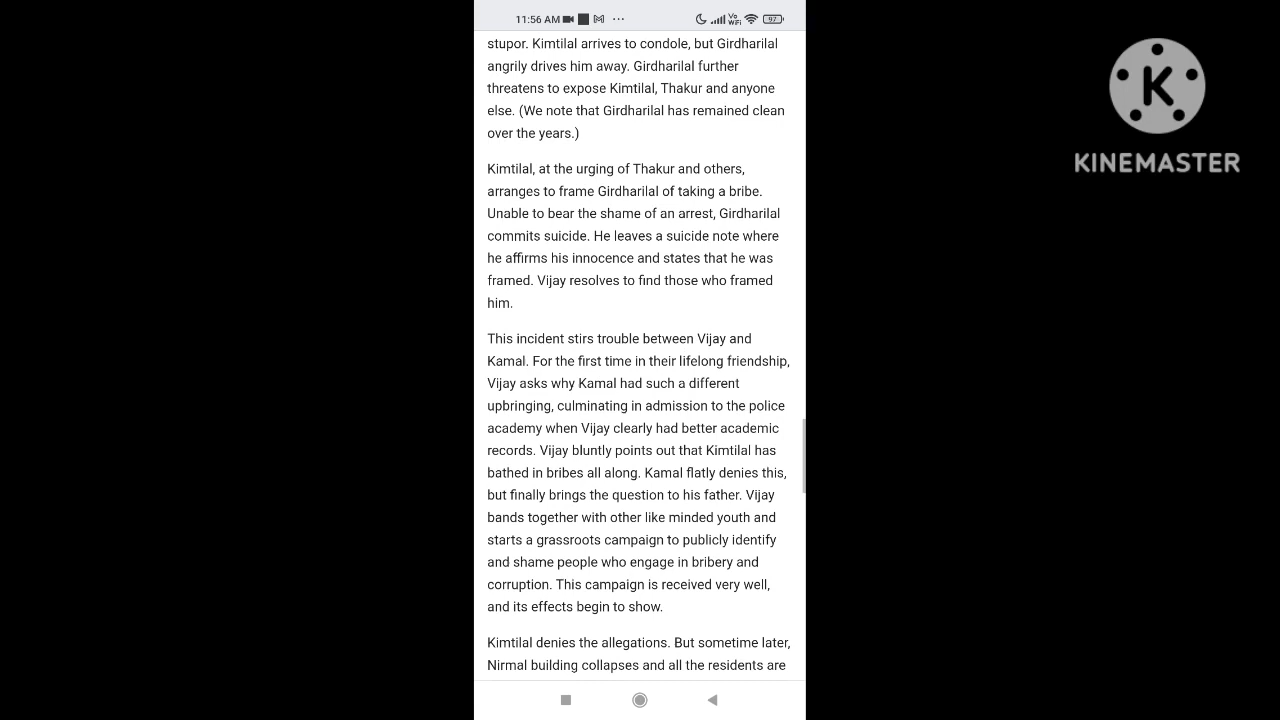 11:56 AM
Vo
WiFi
97
stupor. Kimtilal arrives to condole, but Girdharilal
angrily drives him away. Girdharilal further
threatens to expose Kimtilal, Thakur and anyone
else. (We note that Girdharilal has remained clean
over the years.)
Kimtilal, at the urging of Thakur and others,
arranges to frame Girdharilal of taking a bribe.
Unable to bear the shame of an arrest, Girdharilal
commits suicide. He leaves a suicide note where
he affirms his innocence and states that he was
framed. Vijay resolves to find those who framed
him.
This incident stirs trouble between Vijay and
Kamal. For the first time in their lifelong friendship,
Vijay asks why Kamal had such a different
upbringing, culminating in admission to the police
academy when Vijay clearly had better academic
records. Vijay bluntly points out that Kimtilal has
bathed in bribes all along. Kamal flatly denies this,
but finally brings the question to his father. Vijay
bands together with other like minded youth and
starts a grassroots campaign to publicly identify
and shame people who engage in bribery and
corruption. This campaign is received very well,
and its effects begin to show.
Kimtilal denies the allegations. But sometime later,
Nirmal building collapses and all the residents are
K
KINEMASTER